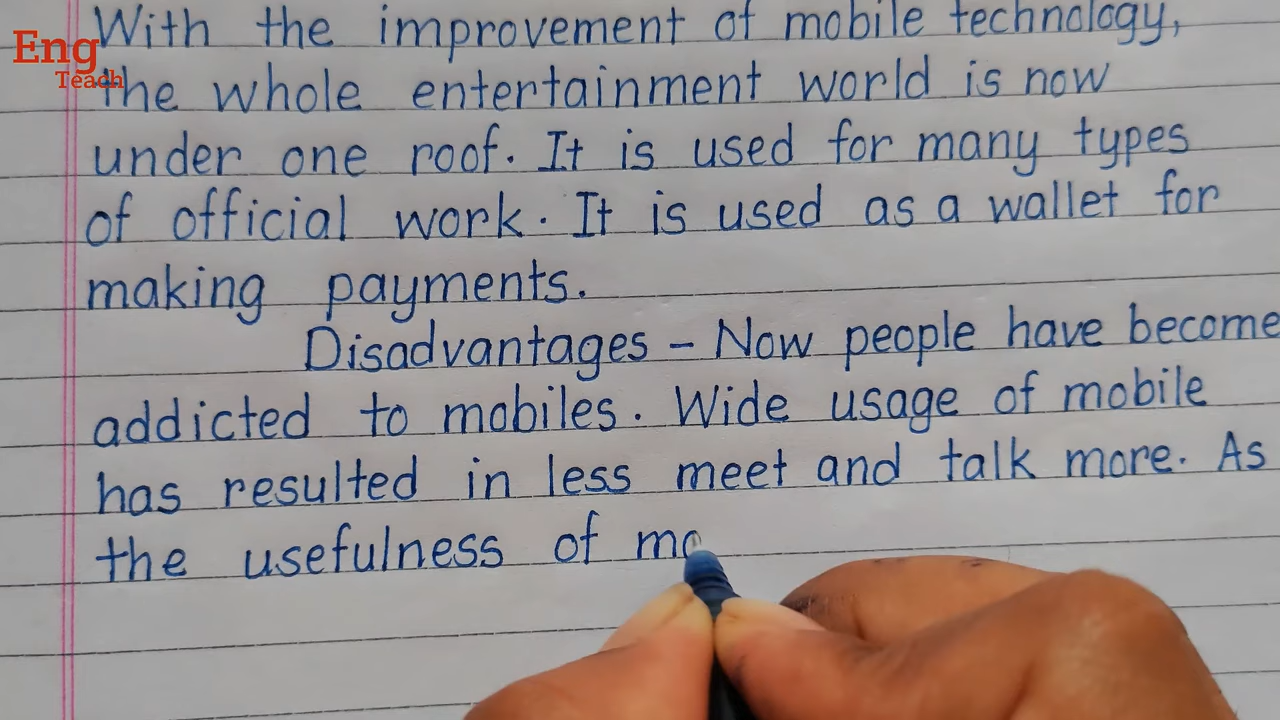 Eng
Teach
With the improvement of mobile technology,
the whole entertainment world is now
under one roof. It is used for many types
of official work. It is used as a wallet for
making payments.
Disadvantages - Now people have become
addicted to mobiles. Wide usage of mobile
has resulted in less meet and talk more. As
the usefulness of mo